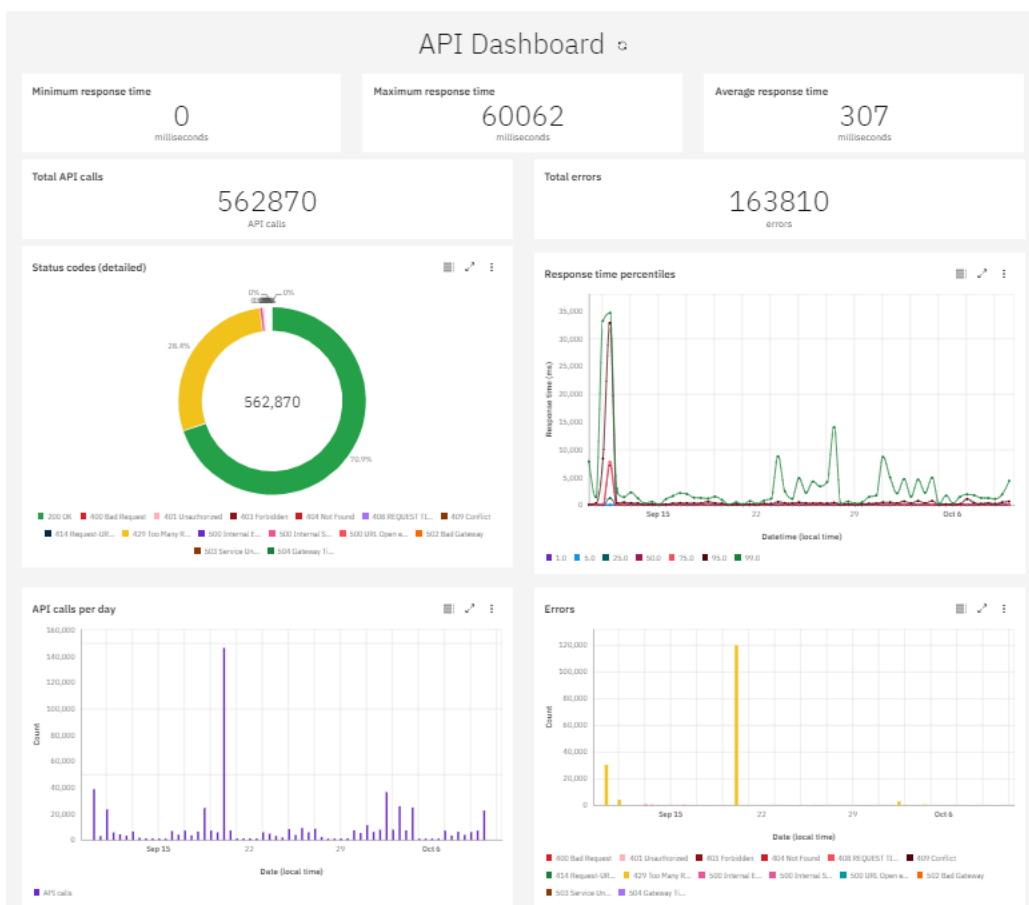 API Dashboard
Minimum response time
0
milliseconds
Maximum response time
60062
milliseconds
Average response time
307
milliseconds
Total API calls
562870
API calls
Total errors
163810
errors
Status codes (detailed)
0%
0%
28.4%
562,870
70.9%
200 OK 400 Bad Request 401 Unauthorized 403 Forbidden 404 Not Found 408 REQUEST TI... 409 Conflict
414 Request-UR... 429 Too Many R... 500 Internal E... 500 Internal S... 500 URL Open e... 502 Bad Gateway
503 Service Un... 504 Gateway Ti...
Response time percentiles
Response time (ms)
35,000
30,000
25,000
20,000
15,000
10,000
5,000
0
Sep 15 22 29 Oct 6
Datetime (local time)
1.0 5.0 25.0 50.0 75.0 95.0 99.0
API calls per day
Count
160,000
140,000
100,000
80,000
60,000
40,000
20,000
0
Sep 15 22 29 Oct 6
Date (local time)
API calls
Errors
Count
120,000
100,000
80,000
60,000
40,000
20,000
0
Sep 15 22 29 Oct 6
Date (local time)
400 Bad Request 401 Unauthorized 403 Forbidden 404 Not Found 408 REQUEST TI... 409 Conflict
414 Request-UR... 429 Too Many R... 500 Internal E... 500 Internal S... 500 URL Open e... 502 Bad Gateway
503 Service Un... 504 Gateway Ti...